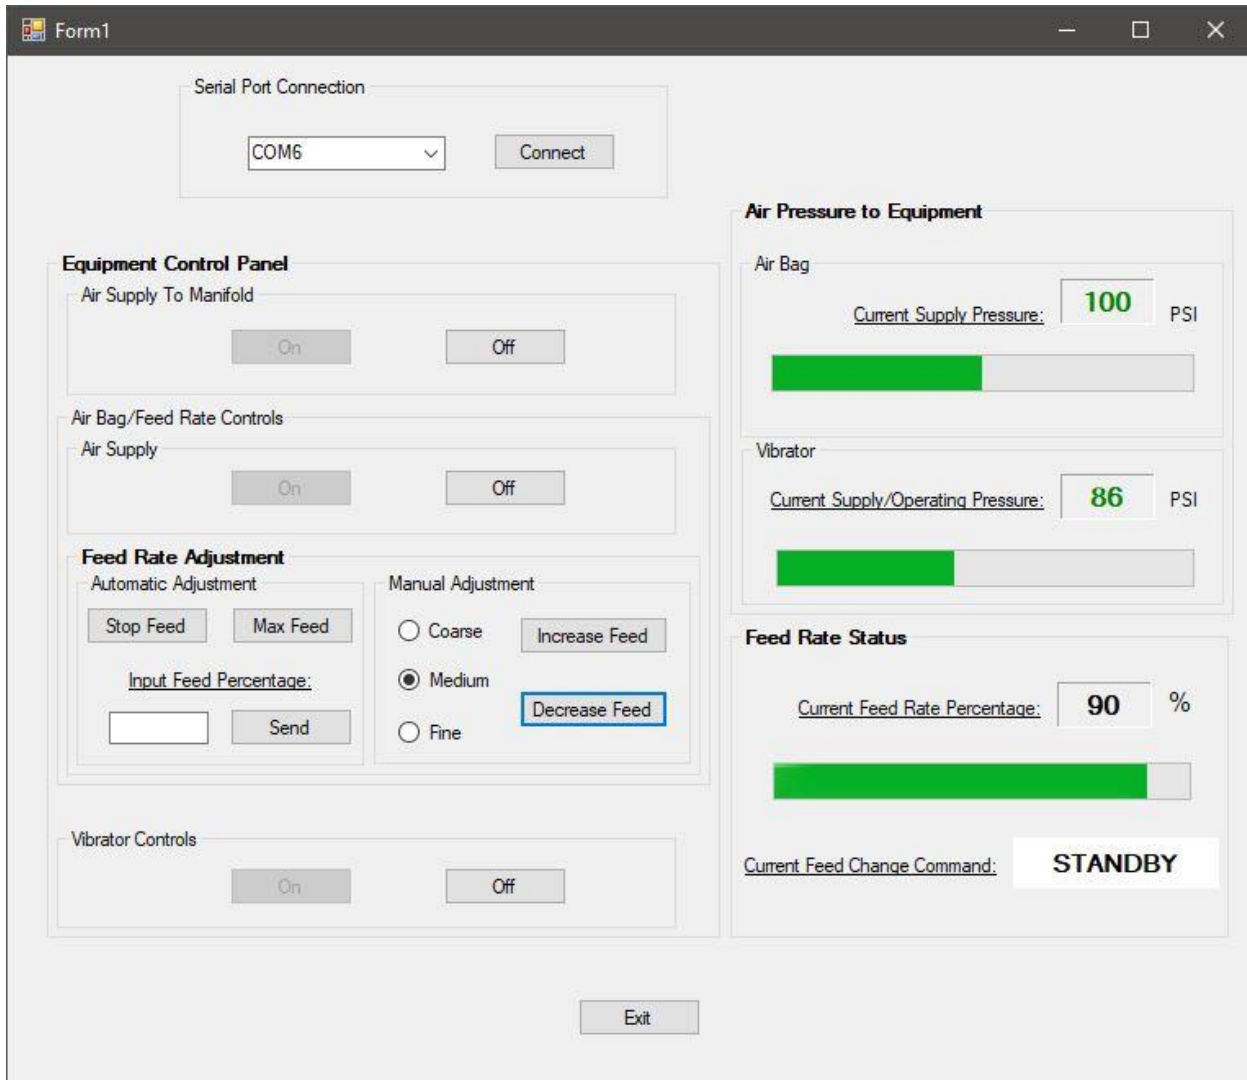 Form1
Serial Port Connection
COM6
Connect
Equipment Control Panel
Air Supply To Manifold
On Off
Air Bag/Feed Rate Controls
Air Supply
On Off
Feed Rate Adjustment
Automatic Adjustment
Stop Feed Max Feed
Input Feed Percentage:
Send
Manual Adjustment
Coarse
Medium
Fine
Increase Feed
Decrease Feed
Vibrator Controls
On Off
Air Pressure to Equipment
Air Bag
Current Supply Pressure: 100 PSI
Vibrator
Current Supply/Operating Pressure: 86 PSI
Feed Rate Status
Current Feed Rate Percentage: 90 %
Current Feed Change Command: STANDBY
Exit